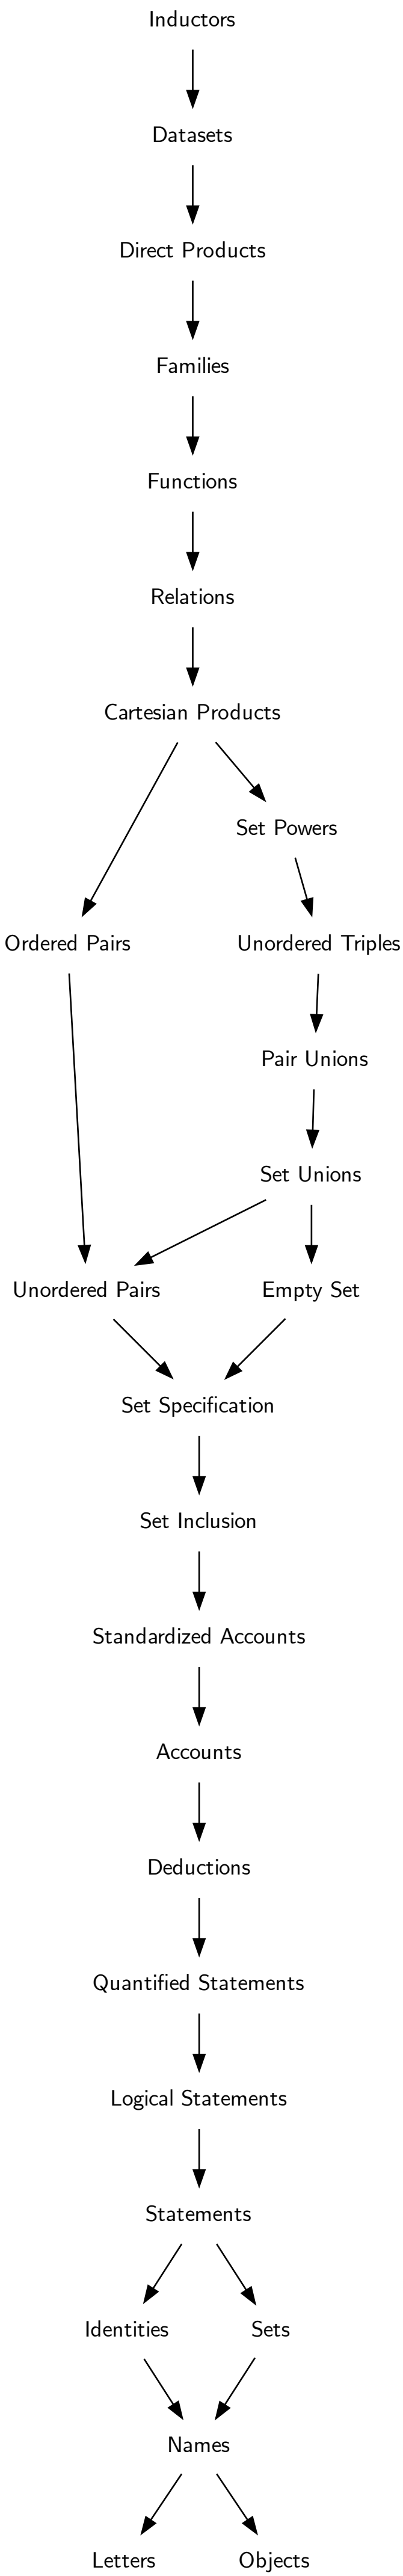 Inductors
Datasets
Direct Products
Families
Functions
Relations
Cartesian Products
Set Powers
Ordered Pairs
Unordered Triples
Pair Unions
Set Unions
Unordered Pairs
Empty Set
Set Specification
Set Inclusion
Standardized Accounts
Accounts
Deductions
Quantified Statements
Logical Statements
Statements
Identities
Sets
Names
Letters
Objects